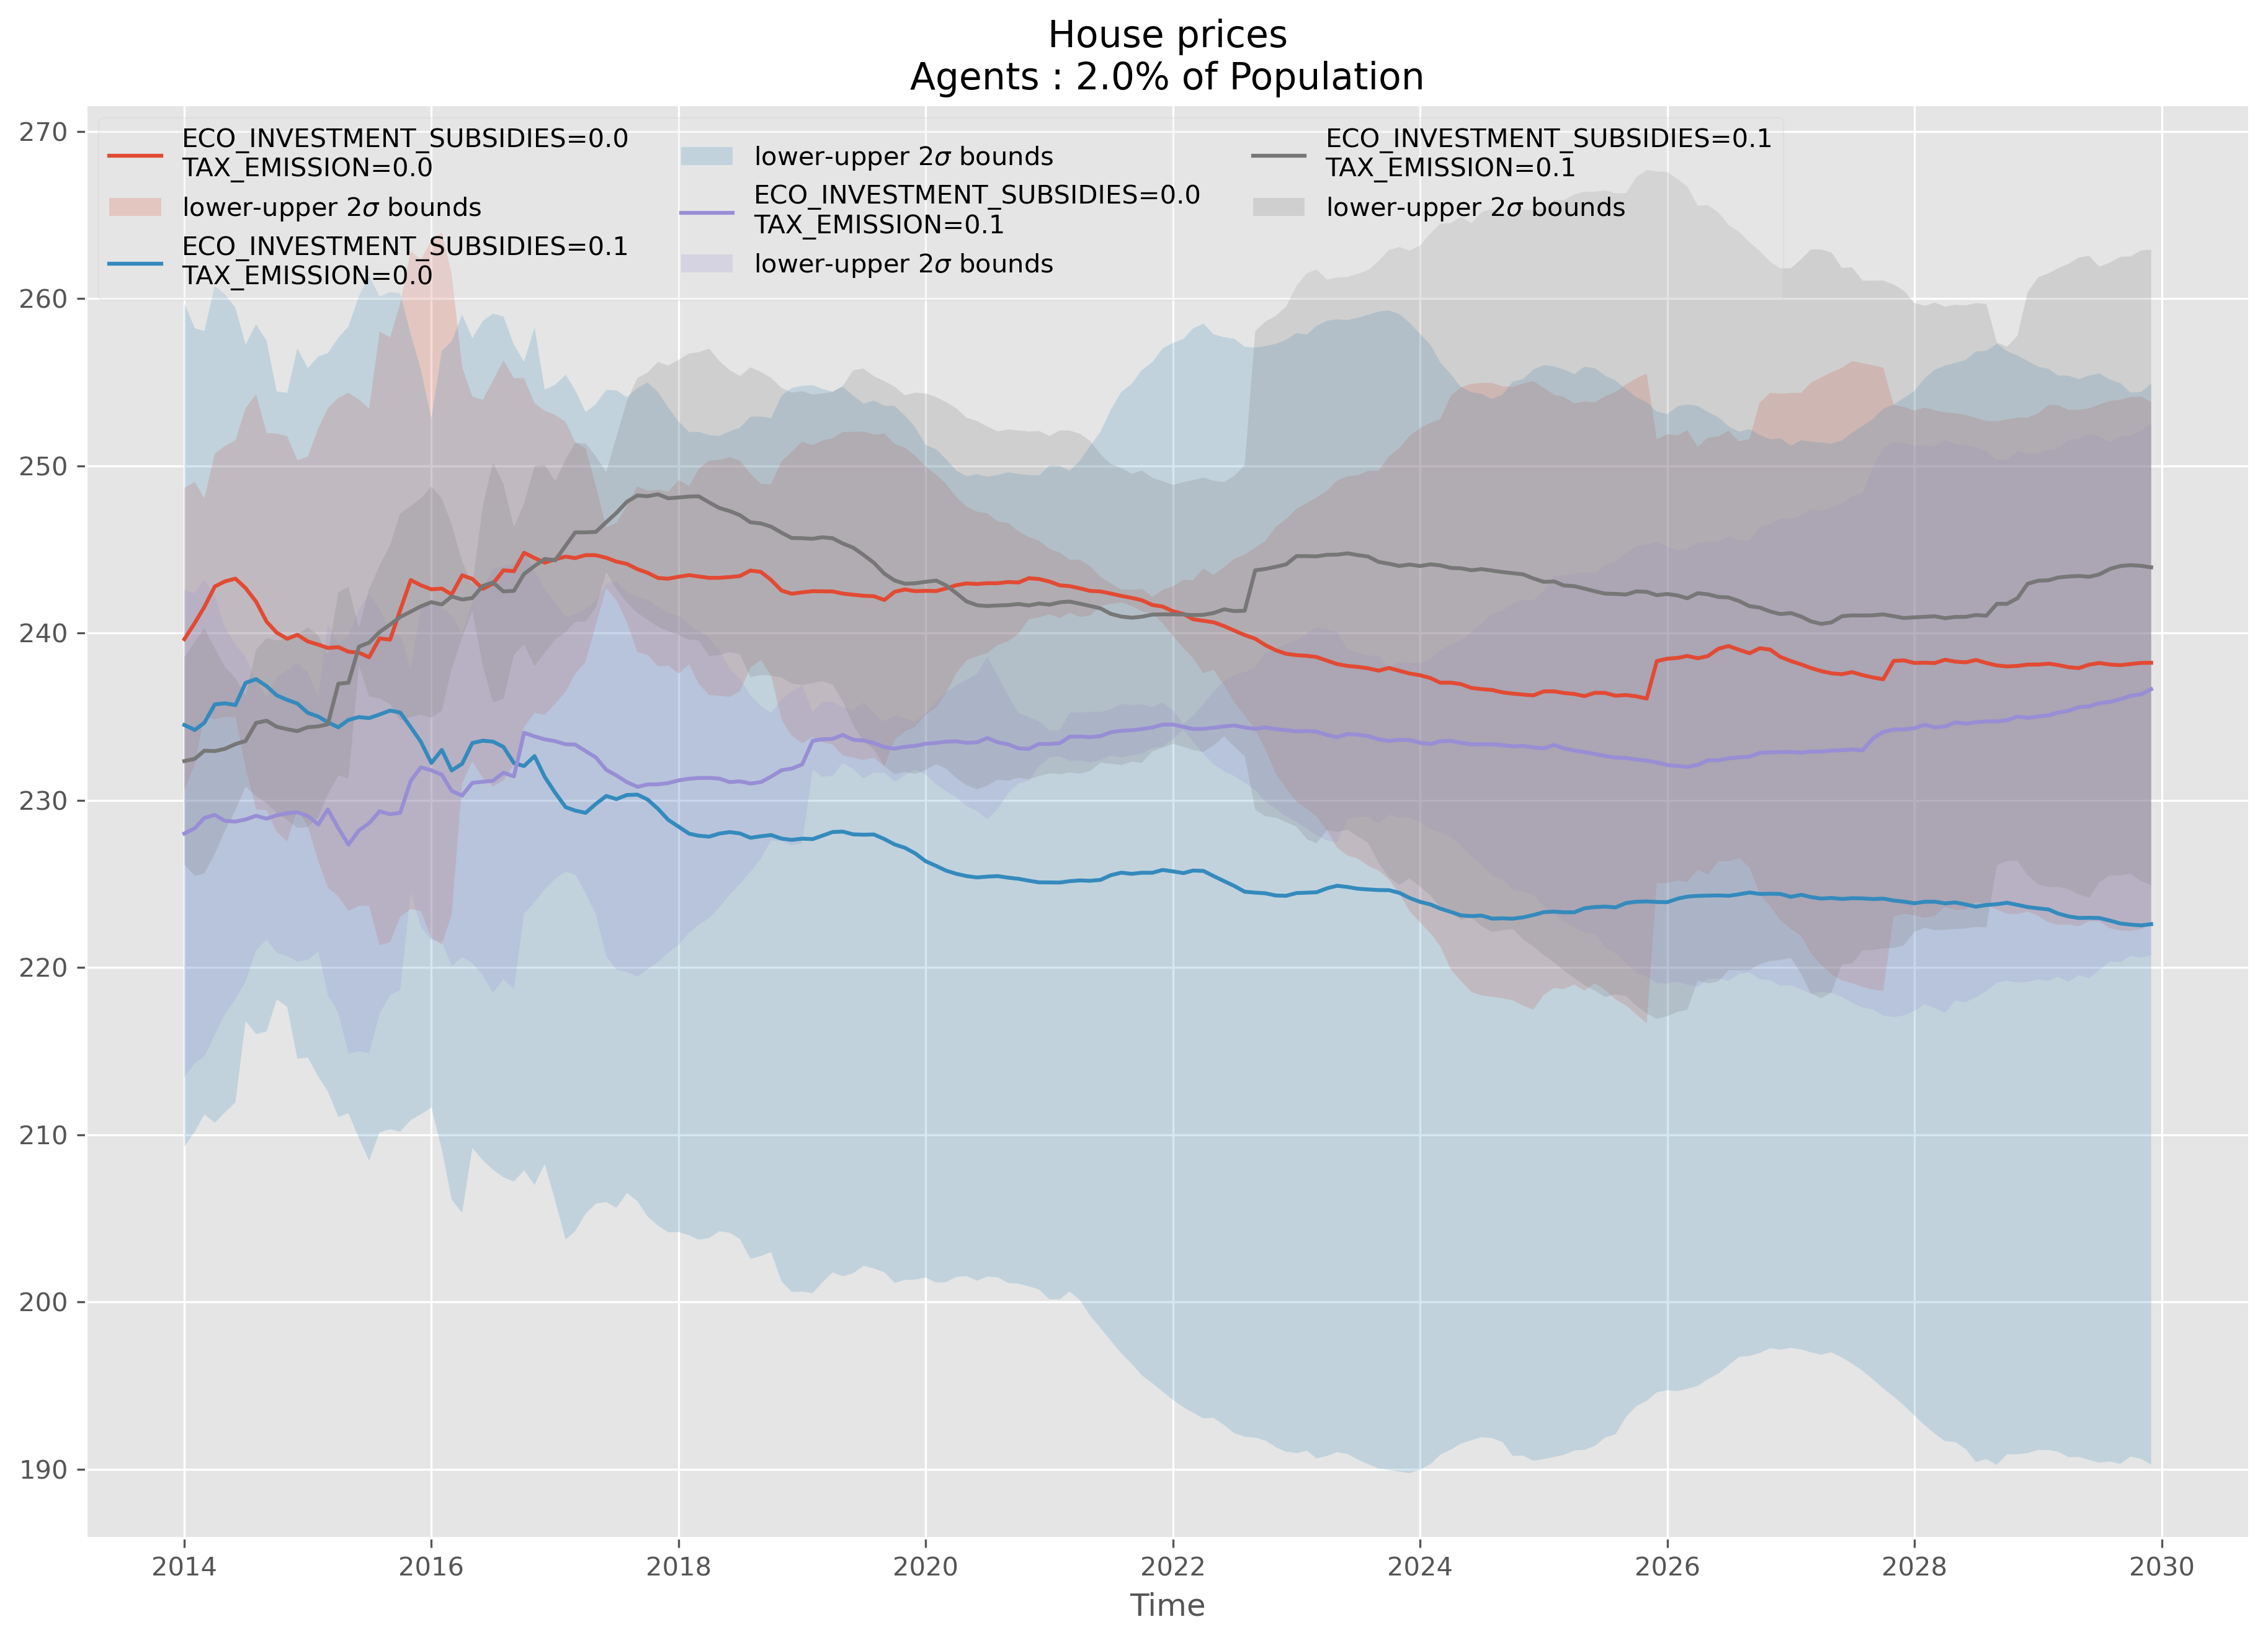 House prices
Agents : 2.0% of Population
270
260
250
240
230
220
210
200
190
ECO_INVESTMENT_SUBSIDIES=0.0
TAX_EMISSION=0.0
lower-upper 2σ bounds
ECO_INVESTMENT_SUBSIDIES=0.1
TAX_EMISSION=0.0
lower-upper 2σ bounds
ECO_INVESTMENT_SUBSIDIES=0.0
TAX_EMISSION=0.1
lower-upper 2σ bounds
ECO_INVESTMENT_SUBSIDIES=0.1
TAX_EMISSION=0.1
lower-upper 2σ bounds
2014 2016 2018 2020 2022 2024 2026 2028 2030
Time